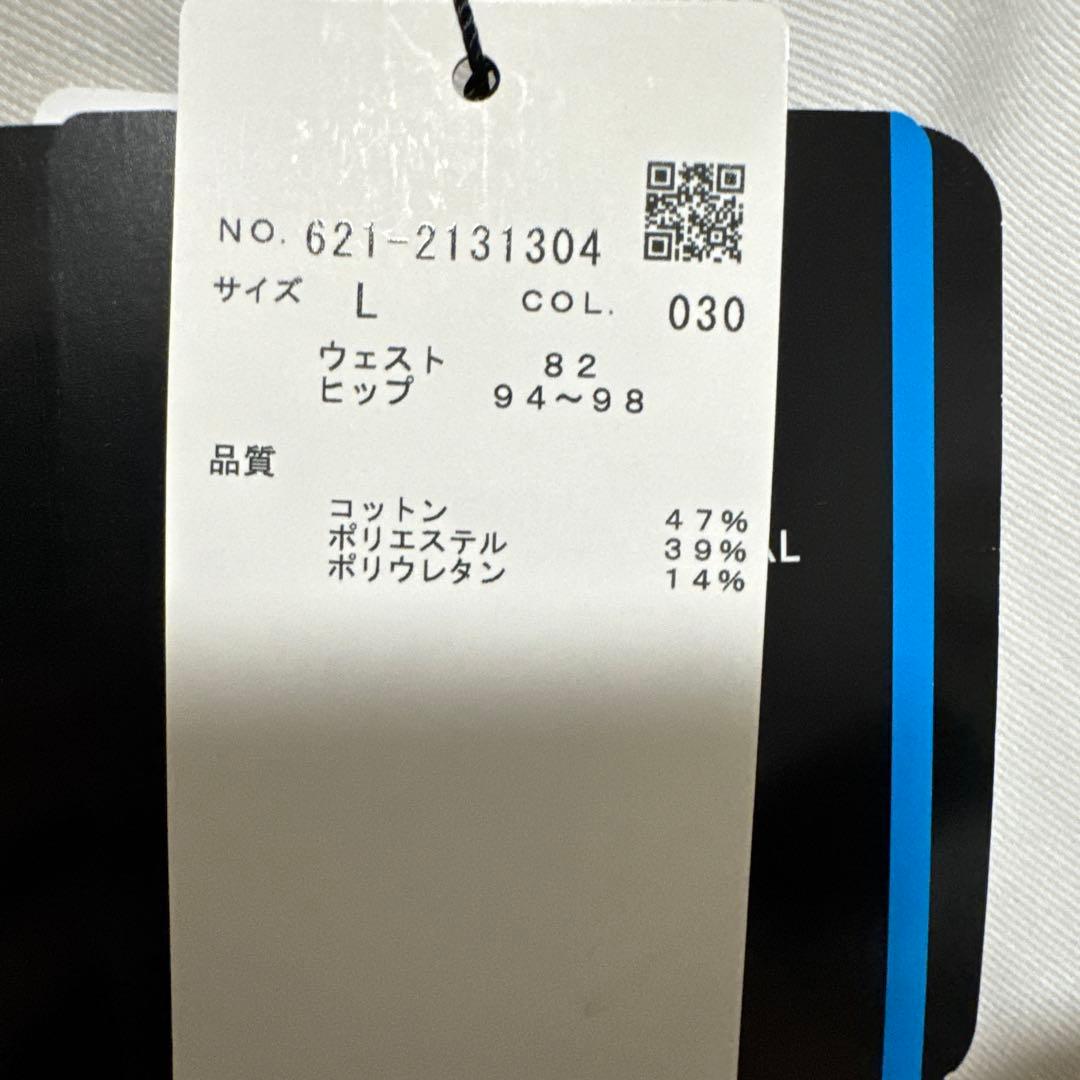 NO. 621-2131304
サイズ L COL. 030
ウェスト 82
ヒップ 94~98
品質
コットン 47%
ポリエステル 39%
ポリウレタン 14%